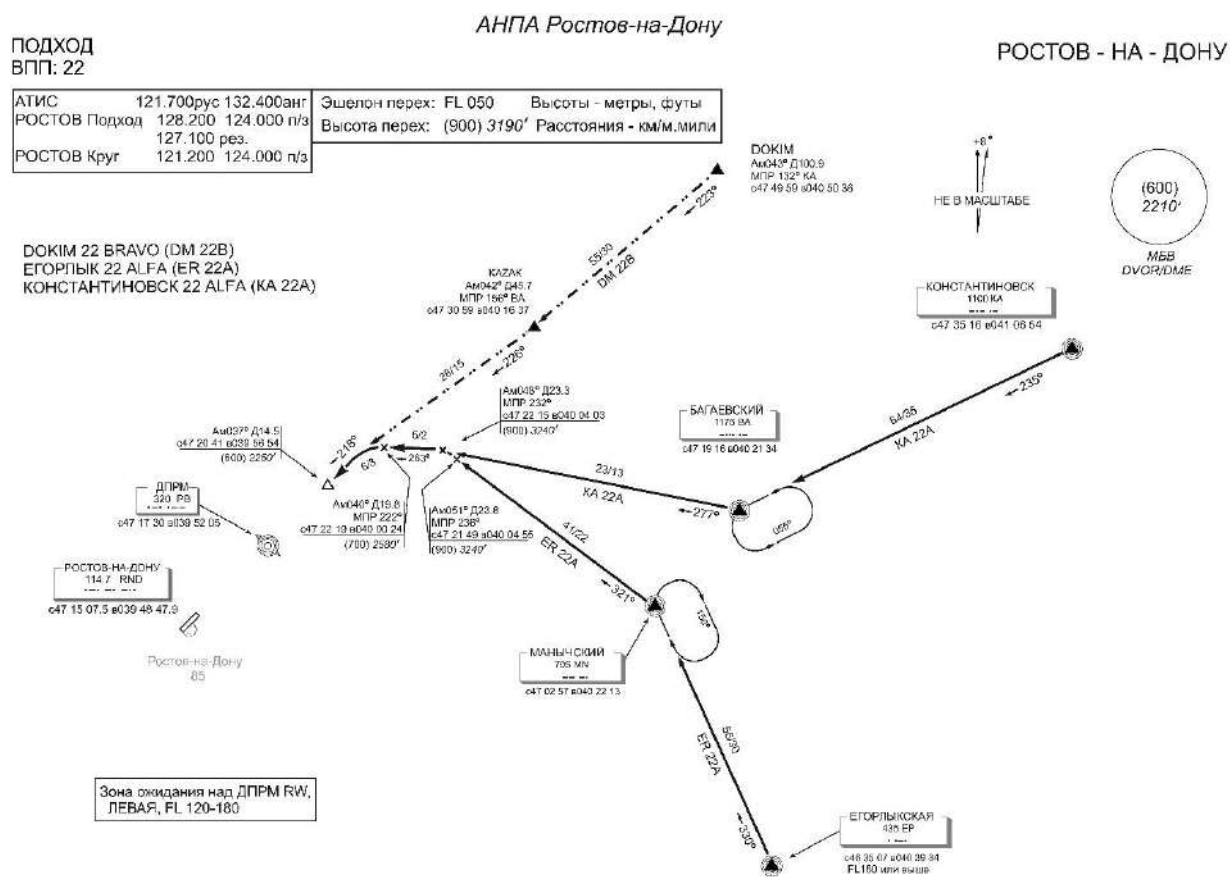 АНПА Ростов-на-Дону
ПОДХОД
ВПП: 22
РОСТОВ - НА - ДОНУ
АТИС 121.700рус 132.400анг
РОСТОВ Подход 128.200 124.000 п/з
127.100 рез.
РОСТОВ Круг 121.200 124.000 п/з
Эшелон перех: FL 050 Высоты - метры, футы
Высота перех: (900) 3190' Расстояния - км/м.мили
DOKIM
Ам043° Д100.9
МПР 132° КА
с47 49 59 в040 50 36
+8°
НЕ В МАСШТАБЕ
(600)
2210'
МБВ
DVOR/DME
223°
55/30
DM 22B
DOKIM 22 BRAVO (DM 22B)
ЕГОРЛЫК 22 ALFA (ER 22A)
КОНСТАНТИНОВСК 22 ALFA (KA 22A)
KAZAK
Ам042° Д45.7
МПР 156° ВА
с47 30 59 в040 16 37
226°
28/15
КОНСТАНТИНОВСК
1100 КА
с47 35 16 в041 06 54
235°
64/35
KA 22A
Ам048° Д23.3
МПР 232°
с47 22 15 в040 04 03
(900) 3240'
БАГАЕВСКИЙ
1175 ВА
с47 19 16 в040 21 34
Ам037° Д14.5
с47 20 41 в039 56 54
(600) 2250'
218°
5/2
263°
6/3
23/13
KA 22A
277°
055°
ДПРМ
320 РВ
с47 17 30 в039 52 05
Ам040° Д19.8
МПР 222°
с47 22 19 в040 00 24
(700) 2580'
Ам051° Д23.8
МПР 238°
с47 21 49 в040 04 55
(900) 3240'
41/22
ER 22A
321°
150°
РОСТОВ-НА-ДОНУ
114.7 RND
с47 15 07.5 в039 48 47.9
Ростов-на-Дону
85
МАНЫЧСКИЙ
705 MN
с47 02 57 в040 22 13
55/30
ER 22A
330°
Зона ожидания над ДПРМ RW,
ЛЕВАЯ, FL 120-180
ЕГОРЛЫКСКАЯ
435 ЕР
с46 35 07 в040 39 34
FL160 или выше